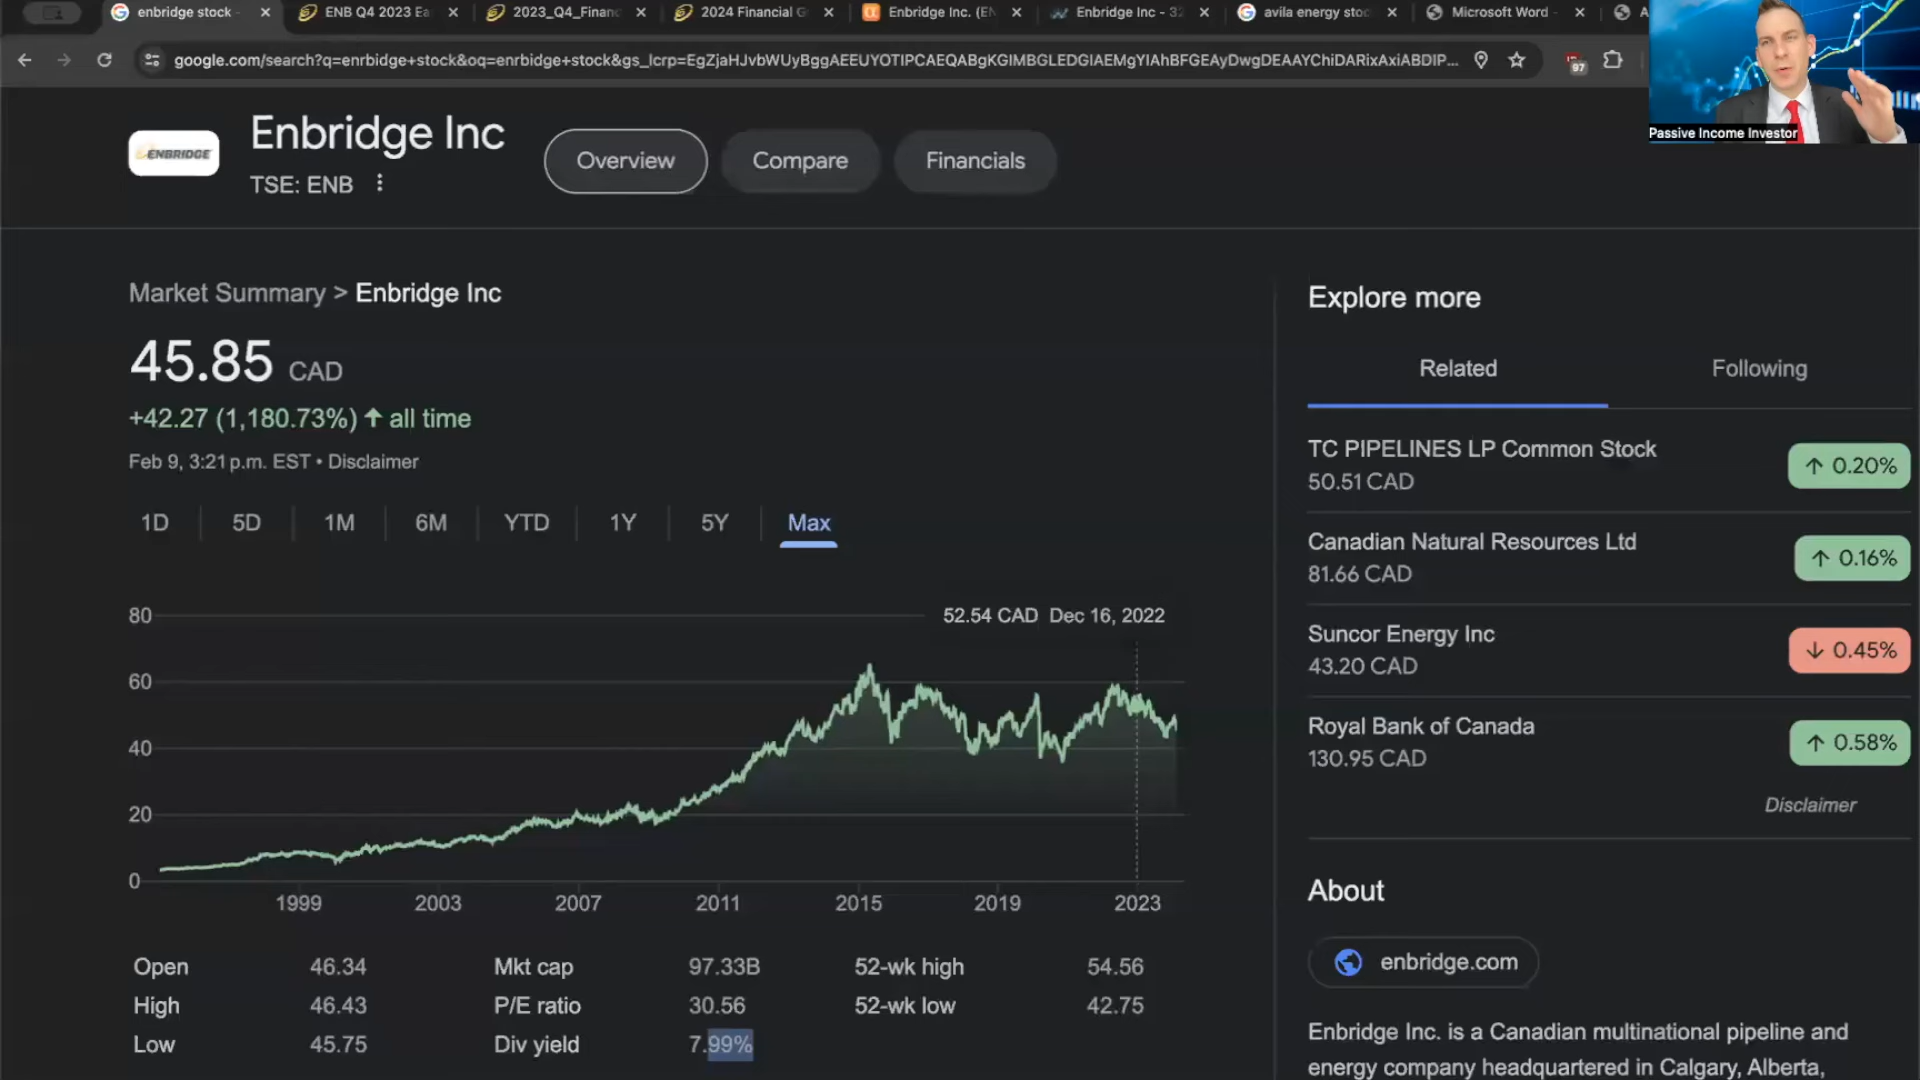 enbridge stock
ENB Q4 2023 Ea
2023_Q4_Financ
2024 Financial G
Enbridge Inc. (EN
Enbridge Inc - 32
avila energy stoc
Microsoft Word -
google.com/search?q=enrbidge+stock&oq=enrbidge+stock&gs_lcrp=EgZjaHJvbWUyBggAEEUYOTIPCAEQABgKGIMBGLEDGIAEMgYIAhBFGEAyDwgDEAAYChiDARixAxiABDIP...
97
Passive Income Investor
ENBRIDGE
Enbridge Inc
TSE: ENB
Overview
Compare
Financials
Market Summary > Enbridge Inc
45.85 CAD
+42.27 (1,180.73%) ↑ all time
Feb 9, 3:21 p.m. EST • Disclaimer
1D 5D 1M 6M YTD 1Y 5Y Max
52.54 CAD Dec 16, 2022
80
60
40
20
0
1999 2003 2007 2011 2015 2019 2023
Open 46.34 Mkt cap 97.33B 52-wk high 54.56
High 46.43 P/E ratio 30.56 52-wk low 42.75
Low 45.75 Div yield 7.99%
Explore more
Related Following
TC PIPELINES LP Common Stock
50.51 CAD
↑ 0.20%
Canadian Natural Resources Ltd
81.66 CAD
↑ 0.16%
Suncor Energy Inc
43.20 CAD
↓ 0.45%
Royal Bank of Canada
130.95 CAD
↑ 0.58%
Disclaimer
About
enbridge.com
Enbridge Inc. is a Canadian multinational pipeline and
energy company headquartered in Calgary, Alberta,